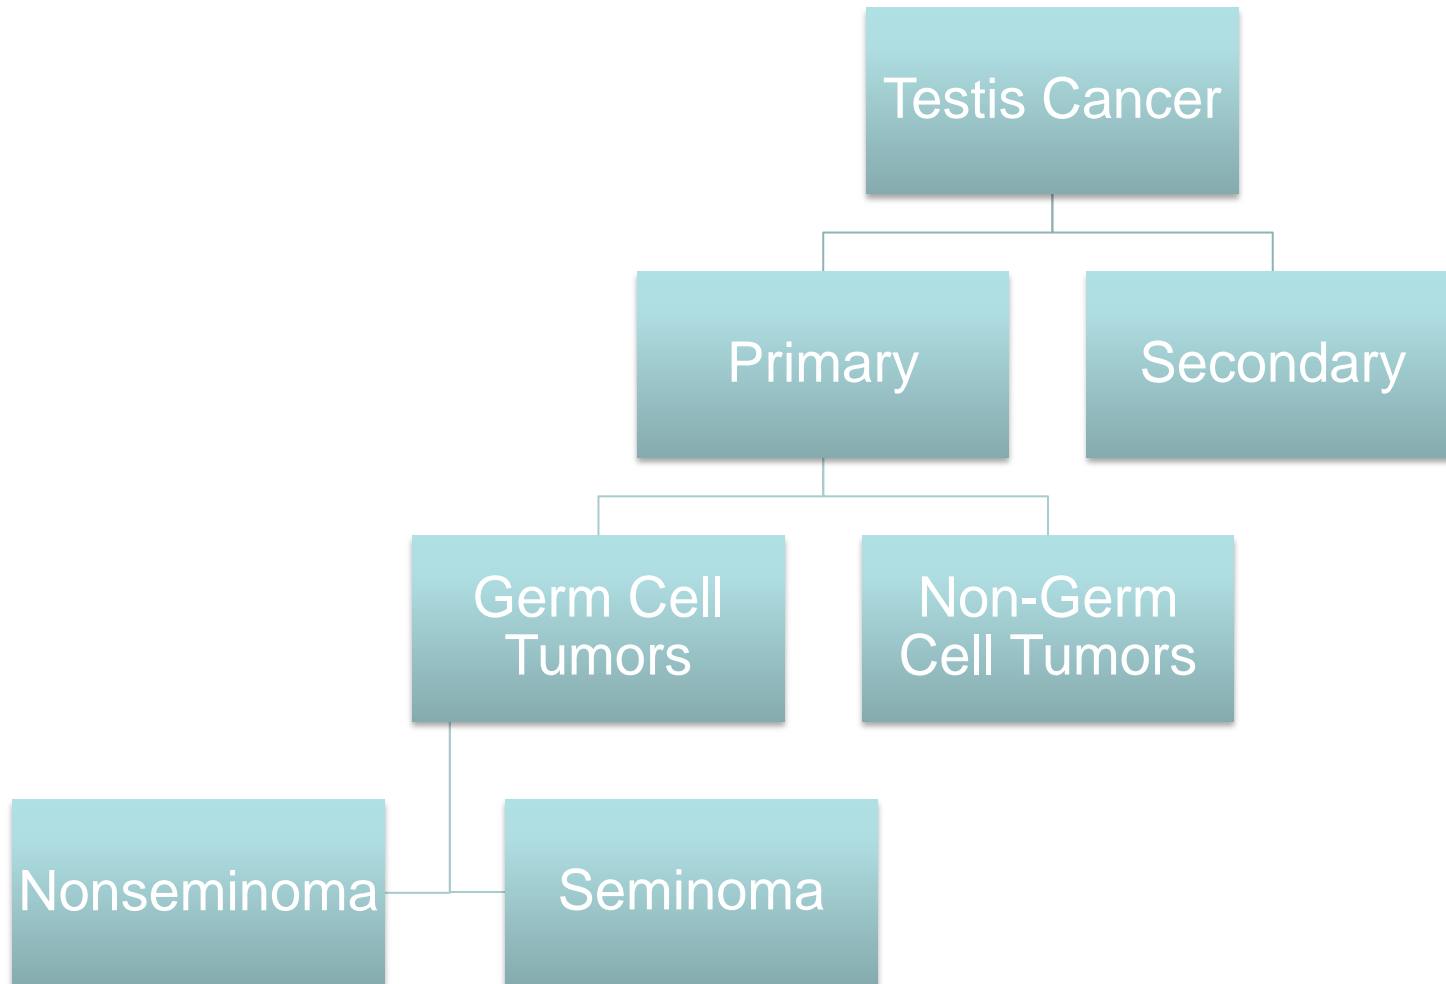 Testis Cancer
Primary
Secondary
Germ Cell
Tumors
Non-Germ
Cell Tumors
Nonseminoma
Seminoma